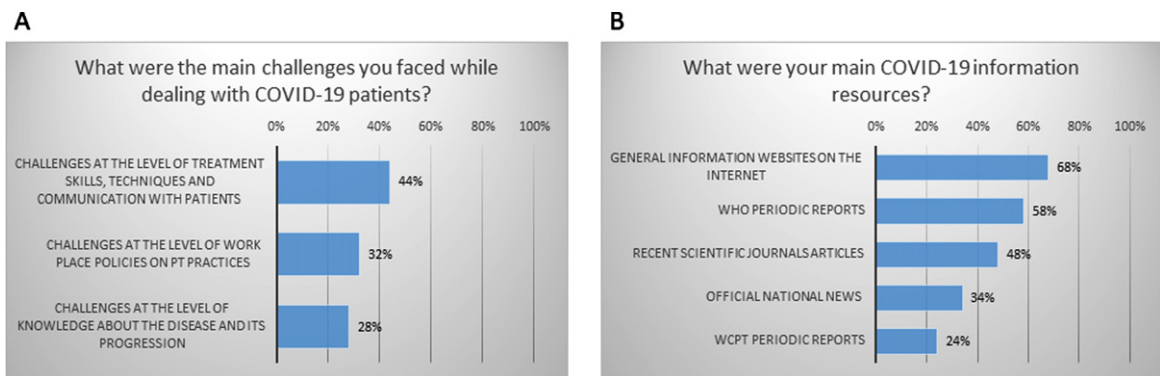 A
What were the main challenges you faced while
dealing with COVID-19 patients?
0% 20% 40% 60% 80% 100%
CHALLENGES AT THE LEVEL OF TREATMENT
SKILLS, TECHNIQUES AND
COMMUNICATION WITH PATIENTS
44%
CHALLENGES AT THE LEVEL OF WORK
PLACE POLICIES ON PT PRACTICES
32%
CHALLENGES AT THE LEVEL OF
KNOWLEDGE ABOUT THE DISEASE AND ITS
PROGRESSION
28%
B
What were your main COVID-19 information
resources?
0% 20% 40% 60% 80% 100%
GENERAL INFORMATION WEBSITES ON THE
INTERNET
68%
WHO PERIODIC REPORTS
58%
RECENT SCIENTIFIC JOURNALS ARTICLES
48%
OFFICIAL NATIONAL NEWS
34%
WCPT PERIODIC REPORTS
24%